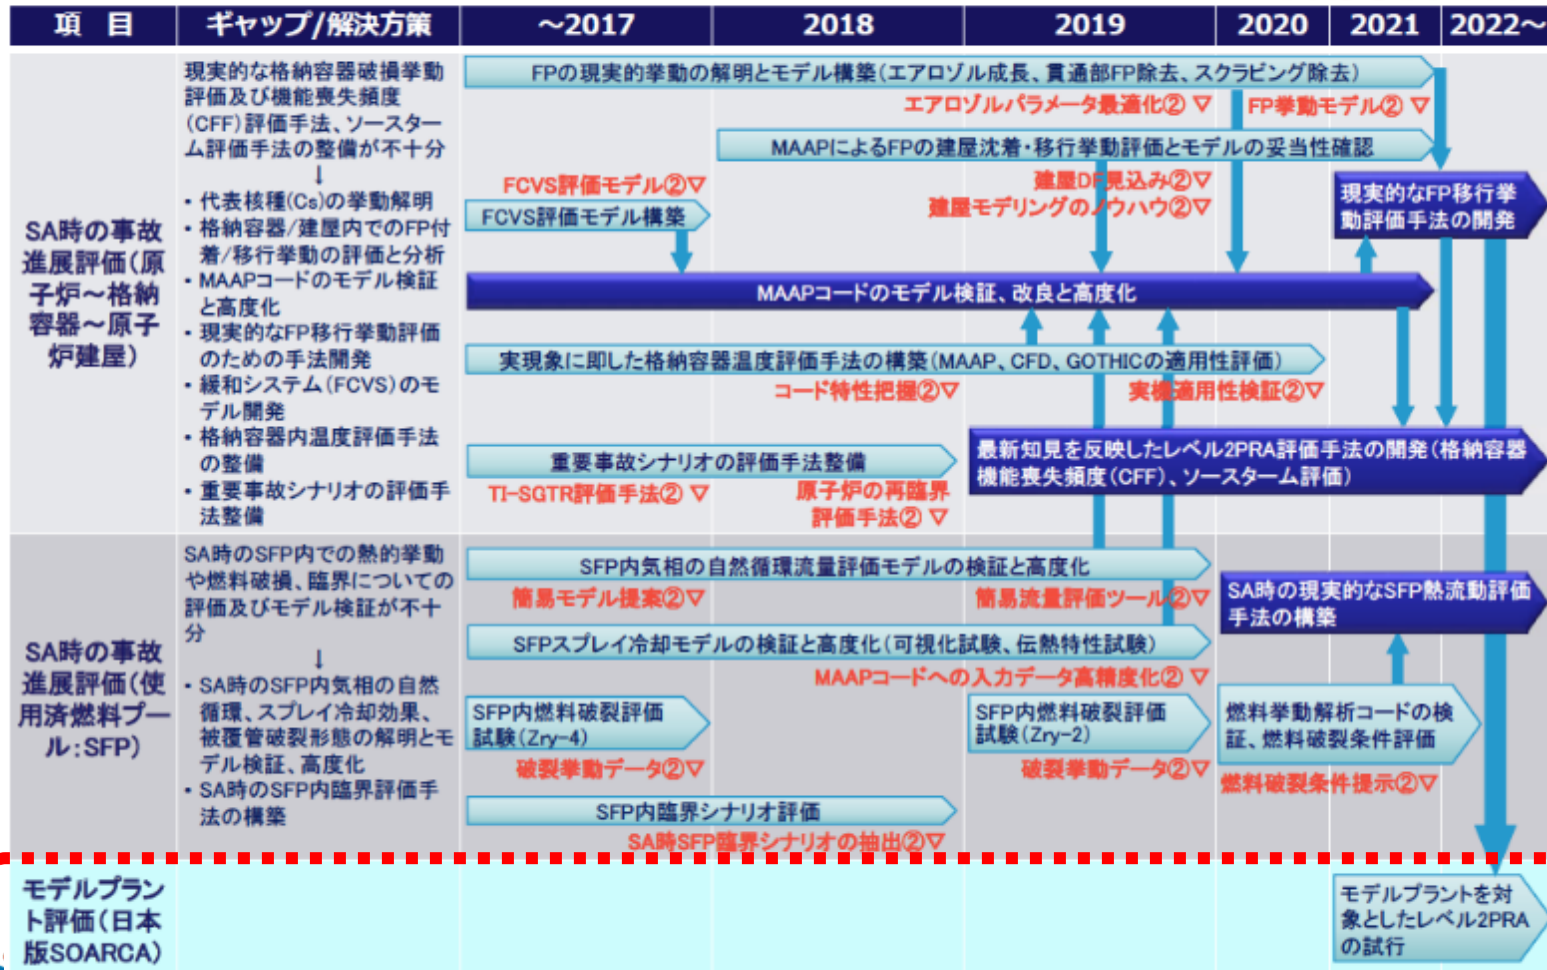 項　目
ギャップ/解決方策
～2017
2018
2019
2020
2021
2022～
SA時の事故
進展評価(原
子炉～格納
容器～原子
炉建屋)
現実的な格納容器破損挙動
評価及び機能喪失頻度
(CFF)評価手法、ソースター
ム評価手法の整備が不十分
↓
・代表核種(Cs)の挙動解明
・格納容器/建屋内でのFP付
着/移行挙動の評価と分析
・MAAPコードのモデル検証
と高度化
・現実的なFP移行挙動評価
のための手法開発
・緩和システム(FCVS)のモ
デル開発
・格納容器内温度評価手法
の整備
・重要事故シナリオの評価手
法整備
FPの現実的挙動の解明とモデル構築(エアロゾル成長、貫通部FP除去、スクラビング除去)
エアロゾルパラメータ最適化② ▽
FP挙動モデル② ▽
MAAPによるFPの建屋沈着・移行挙動評価とモデルの妥当性確認
FCVS評価モデル②▽
建屋DF見込み②▽
FCVS評価モデル構築
建屋モデリングのノウハウ②▽
現実的なFP移行挙
動評価手法の開発
MAAPコードのモデル検証、改良と高度化
実現象に即した格納容器温度評価手法の構築(MAAP、CFD、GOTHICの適用性評価)
コード特性把握②▽
実機適用性検証②▽
重要事故シナリオの評価手法整備
最新知見を反映したレベル2PRA評価手法の開発(格納容器
機能喪失頻度(CFF)、ソースターム評価)
TI-SGTR評価手法② ▽
原子炉の再臨界
評価手法② ▽
SA時の事故
進展評価(使
用済燃料プー
ル:SFP)
SA時のSFP内での熱的挙動
や燃料破損、臨界についての
評価及びモデル検証が不十
分
↓
・SA時のSFP内気相の自然
循環、スプレイ冷却効果、
被覆管破裂形態の解明とモ
デル検証、高度化
・SA時のSFP内臨界評価手
法の構築
SFP内気相の自然循環流量評価モデルの検証と高度化
簡易モデル提案②▽
簡易流量評価ツール②▽
SA時の現実的なSFP熱流動評価
手法の構築
SFPスプレイ冷却モデルの検証と高度化(可視化試験、伝熱特性試験)
MAAPコードへの入力データ高精度化② ▽
SFP内燃料破裂評価
試験(Zry-4)
SFP内燃料破裂評価
試験(Zry-2)
燃料挙動解析コードの検
証、燃料破裂条件評価
破裂挙動データ②▽
破裂挙動データ②▽
燃料破裂条件提示②▽
SFP内臨界シナリオ評価
SA時SFP臨界シナリオの抽出②▽
モデルプラン
ト評価(日本
版SOARCA)
モデルプラントを対
象としたレベル2PRA
の試行